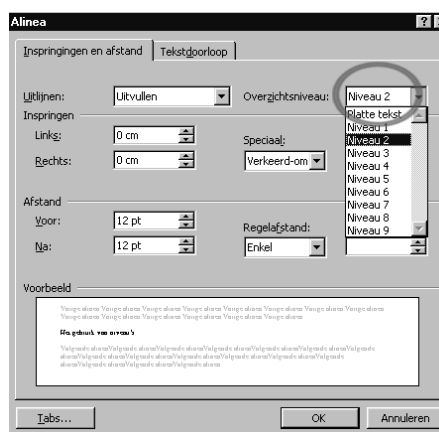 Alinea
Inspringingen en afstand Tekstdoorloop
Uitlijnen: Uitvullen Overzichtsniveau: Niveau 2
Inspringen
Links: 0 cm Speciaal:
Rechts: 0 cm Verkeerd-om
Platte tekst
Niveau 1
Niveau 2
Niveau 3
Niveau 4
Niveau 5
Niveau 6
Niveau 7
Niveau 8
Niveau 9
Afstand
Voor: 12 pt Regelafstand:
Na: 12 pt Enkel
Voorbeeld
Het gebruik van niveau's
Tabs... OK Annuleren